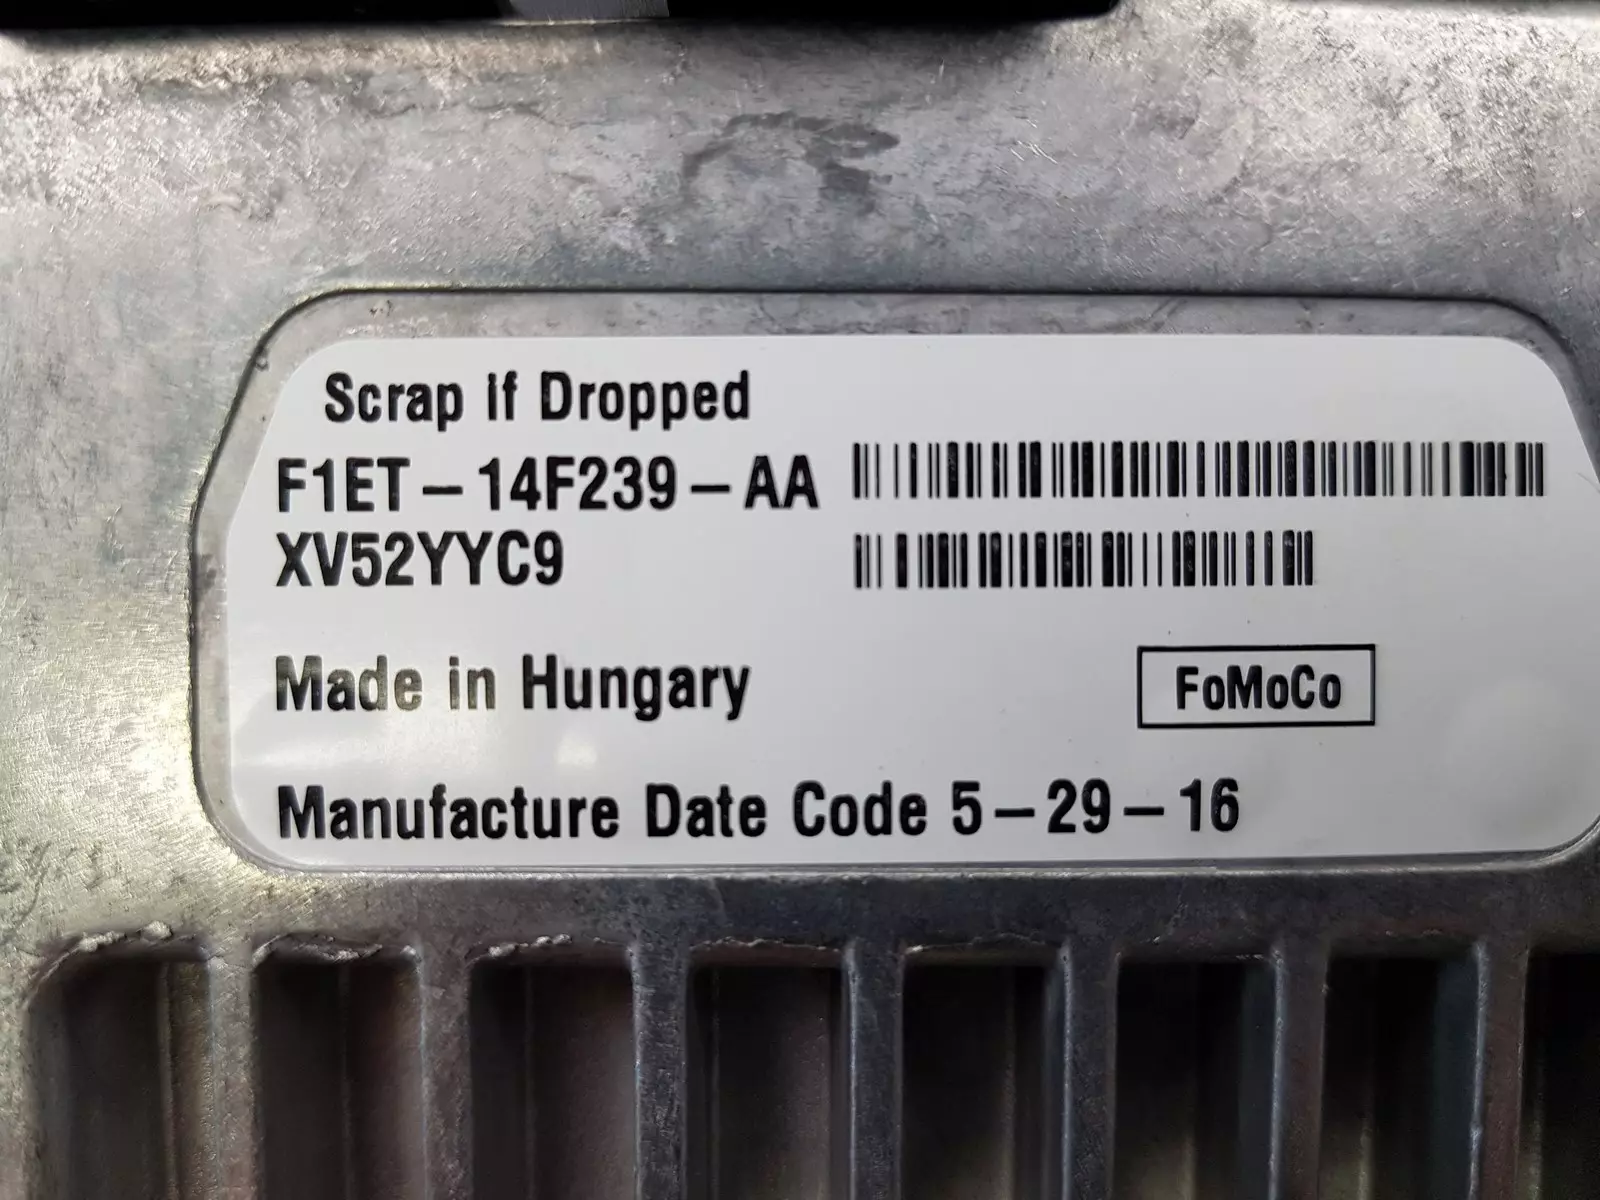 Scrap if Dropped
F1ET-14F239-AA
XV52YYC9
Made in Hungary
FoMoCo
Manufacture Date Code 5-29-16